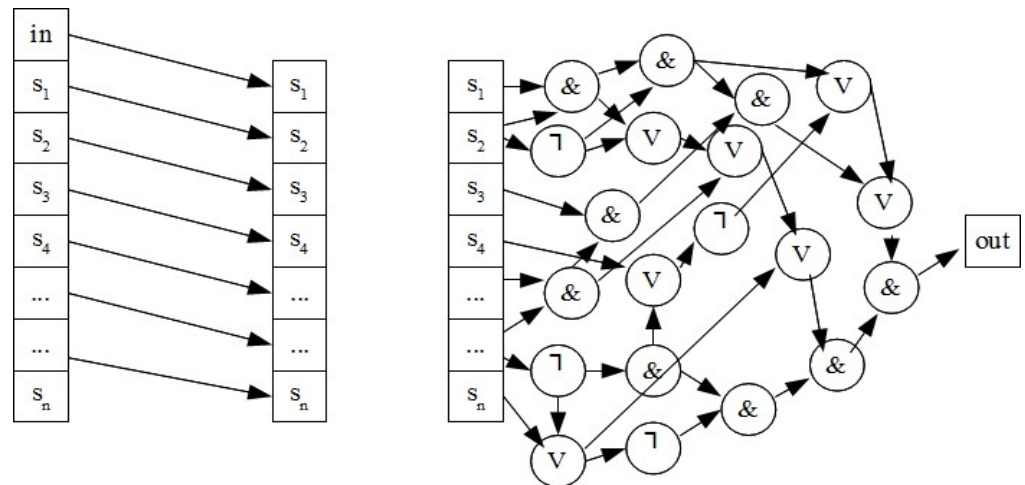 in
s1
s2
s3
s4
...
...
sn
s1
s2
s3
s4
...
...
sn
s1
s2
s3
s4
...
...
sn
&
&
&
V
¬
V
V
&
¬
V
V
V
&
&
¬
&
&
&
V
¬
out